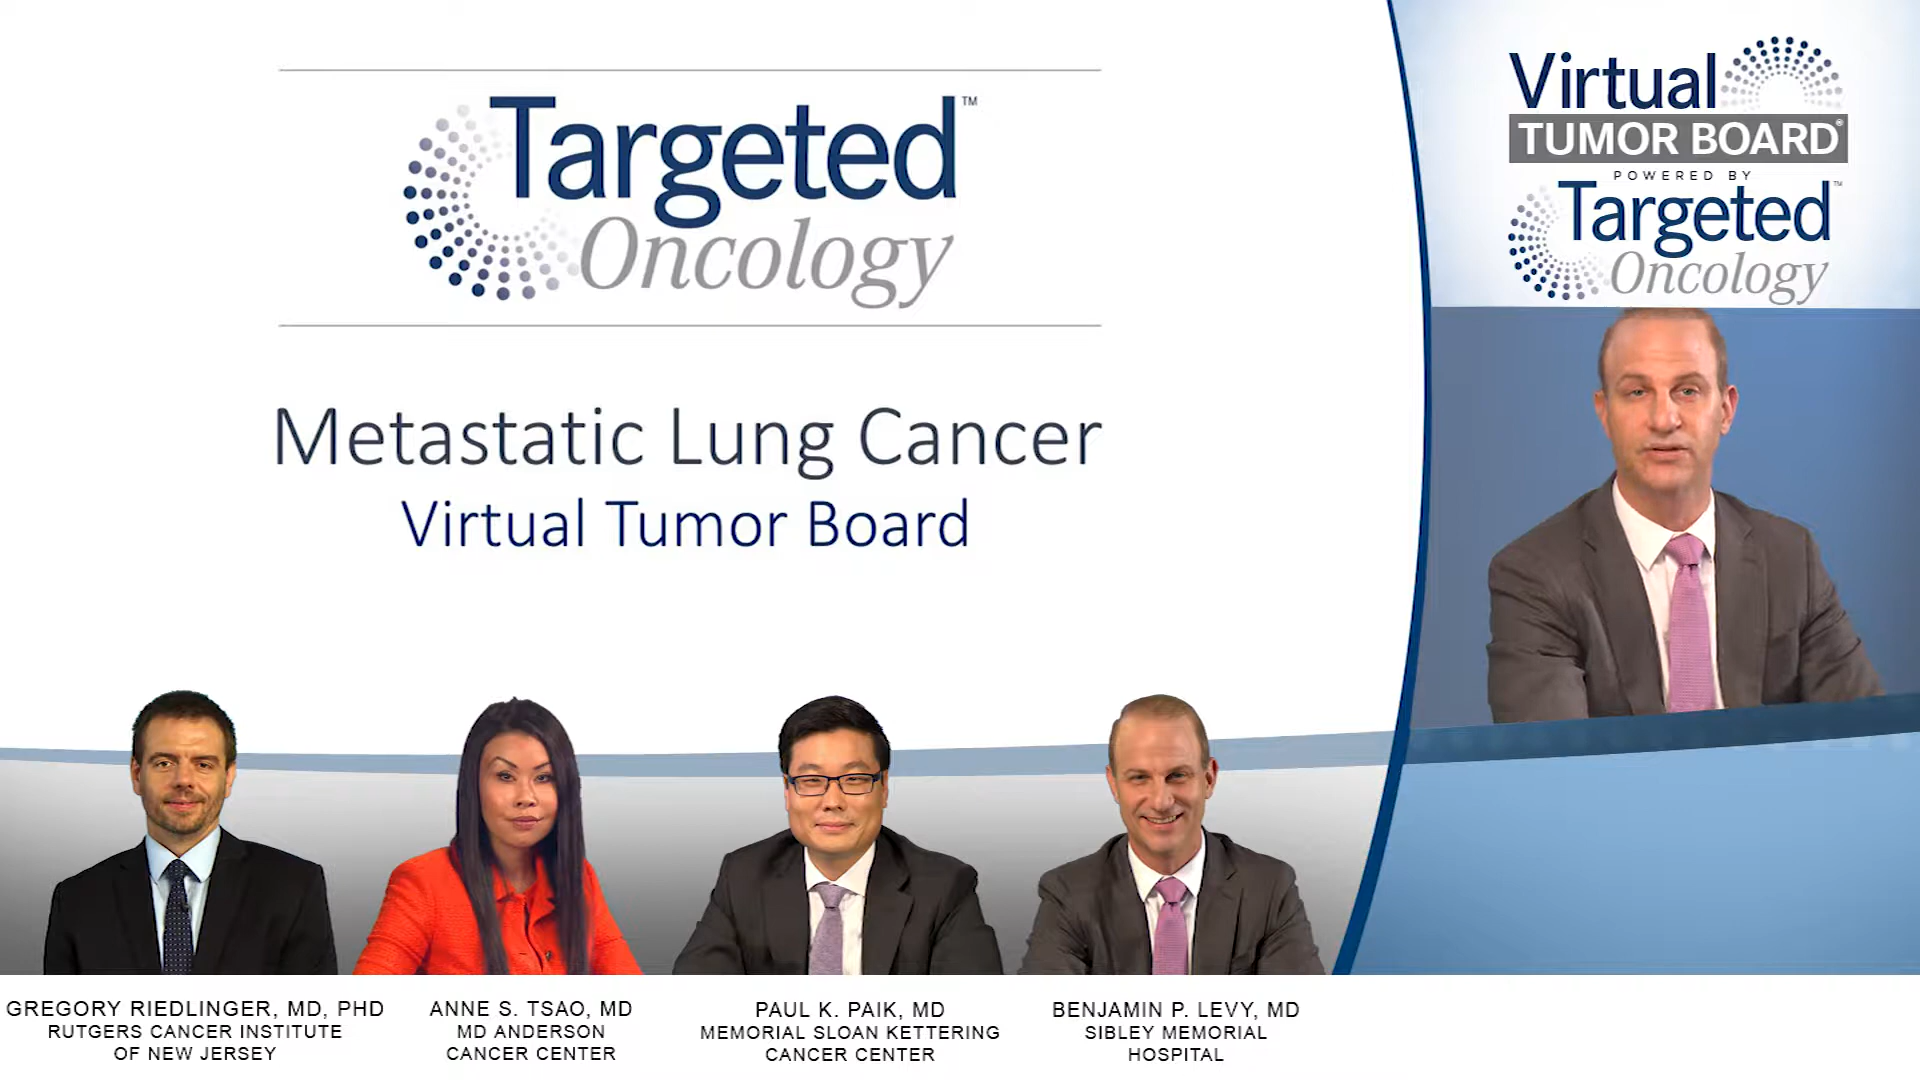 Targeted™
Oncology
Metastatic Lung Cancer
Virtual Tumor Board
Virtual
TUMOR BOARD®
POWERED BY
Targeted™
Oncology
GREGORY RIEDLINGER, MD, PHD
RUTGERS CANCER INSTITUTE
OF NEW JERSEY
ANNE S. TSAO, MD
MD ANDERSON
CANCER CENTER
PAUL K. PAIK, MD
MEMORIAL SLOAN KETTERING
CANCER CENTER
BENJAMIN P. LEVY, MD
SIBLEY MEMORIAL
HOSPITAL